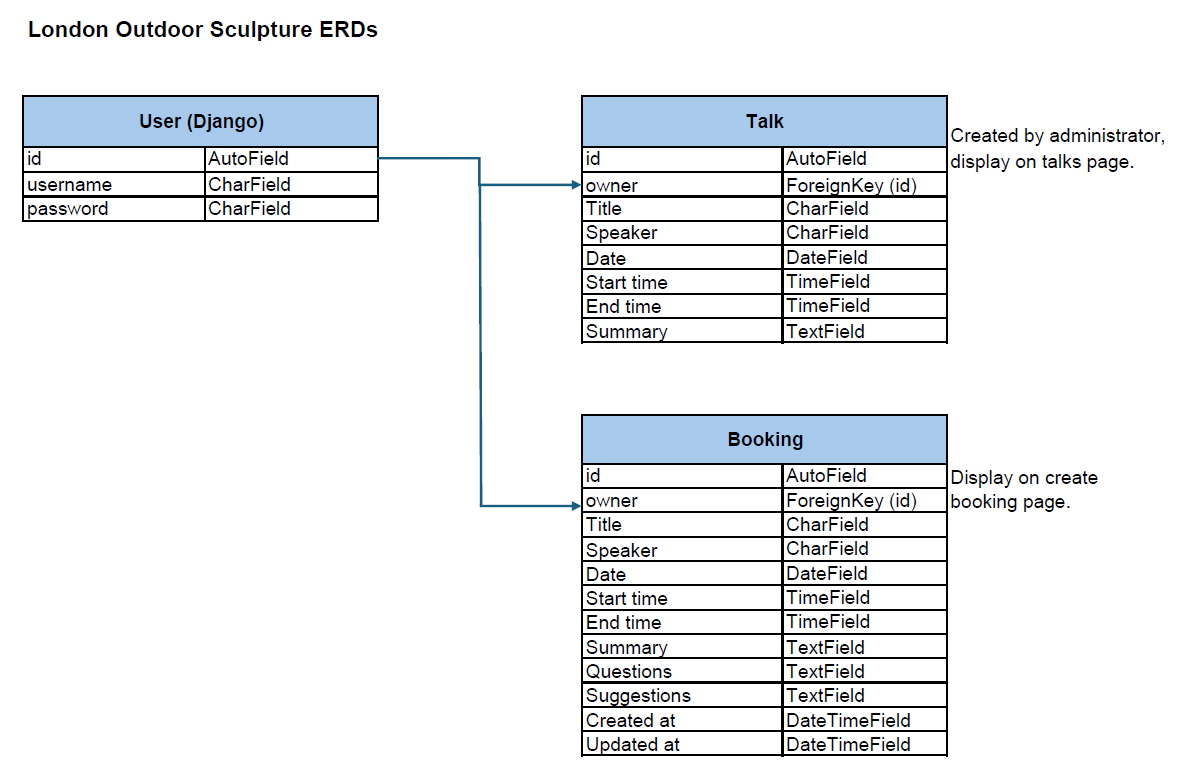 London Outdoor Sculpture ERDs
User (Django)
id AutoField
username CharField
password CharField
Talk
id AutoField
owner ForeignKey (id)
Title CharField
Speaker CharField
Date DateField
Start time TimeField
End time TimeField
Summary TextField
Created by administrator,
display on talks page.
Booking
id AutoField
owner ForeignKey (id)
Title CharField
Speaker CharField
Date DateField
Start time TimeField
End time TimeField
Summary TextField
Questions TextField
Suggestions TextField
Created at DateTimeField
Updated at DateTimeField
Display on create
booking page.